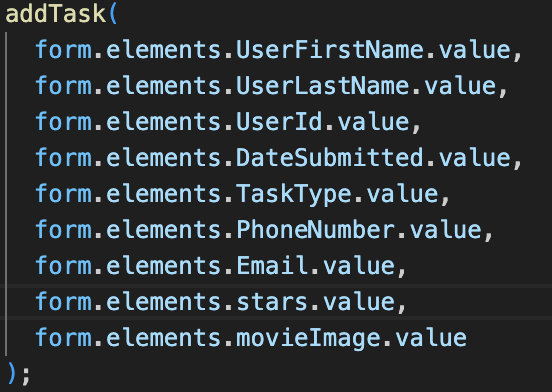 addTask(
form.elements.UserFirstName.value,
form.elements.UserLastName.value,
form.elements.UserId.value,
form.elements.DateSubmitted.value,
form.elements.TaskType.value,
form.elements.PhoneNumber.value,
form.elements.Email.value,
form.elements.stars.value,
form.elements.movieImage.value
);